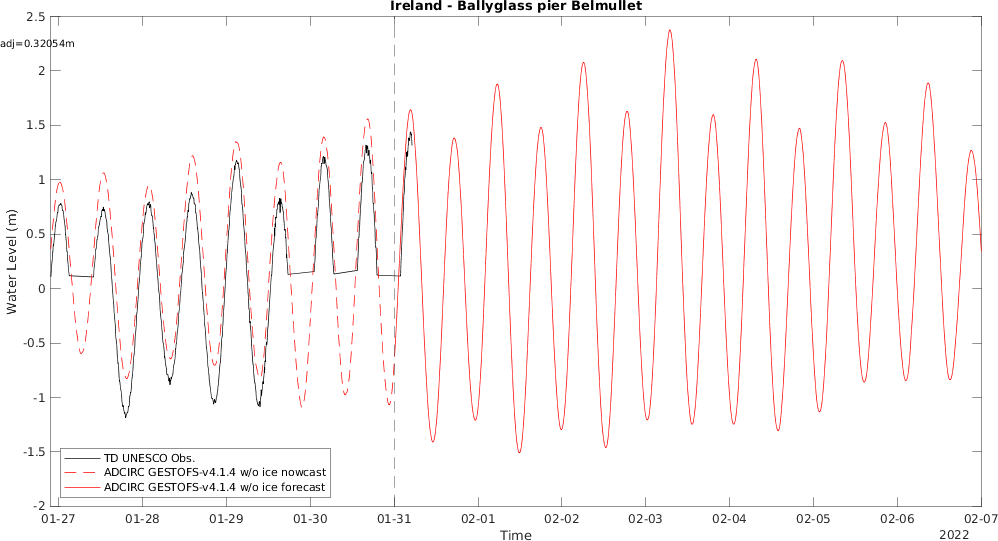 Ireland - Ballyglass pier Belmullet
adj=0.32054m
2.5
2
1.5
1
0.5
0
-0.5
-1
-1.5
-2
Water Level (m)
TD UNESCO Obs.
ADCIRC GESTOFS-v4.1.4 w/o ice nowcast
ADCIRC GESTOFS-v4.1.4 w/o ice forecast
01-27 01-28 01-29 01-30 01-31 02-01 02-02 02-03 02-04 02-05 02-06 02-07
Time
2022